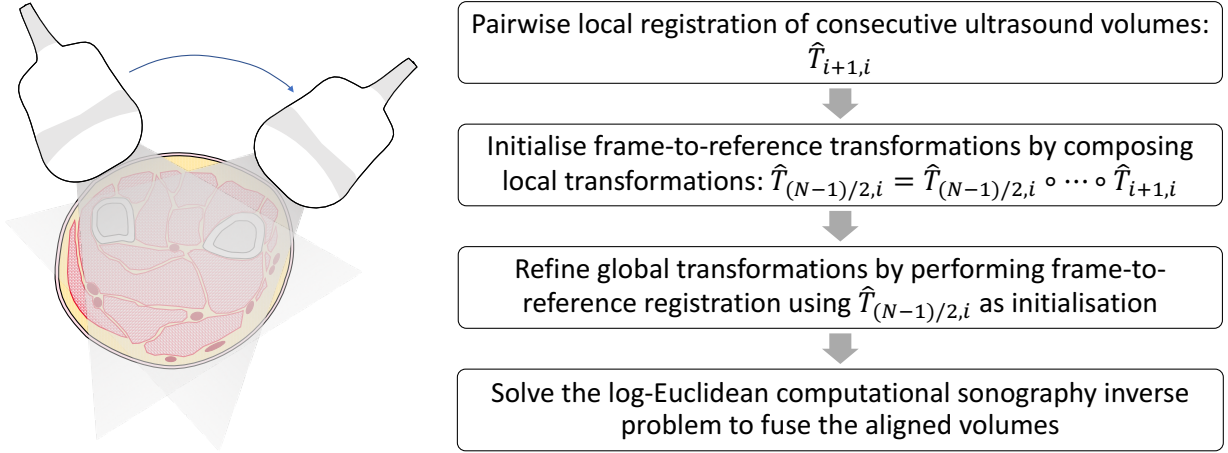 Pairwise local registration of consecutive ultrasound volumes:
T̂ᵢ₊₁,ᵢ
Initialise frame-to-reference transformations by composing
local transformations: T̂₍N₋₁₎/₂,ᵢ = T̂₍N₋₁₎/₂,ᵢ ∘ ⋯ ∘ T̂ᵢ₊₁,ᵢ
Refine global transformations by performing frame-to-
reference registration using T̂₍N₋₁₎/₂,ᵢ as initialisation
Solve the log-Euclidean computational sonography inverse
problem to fuse the aligned volumes